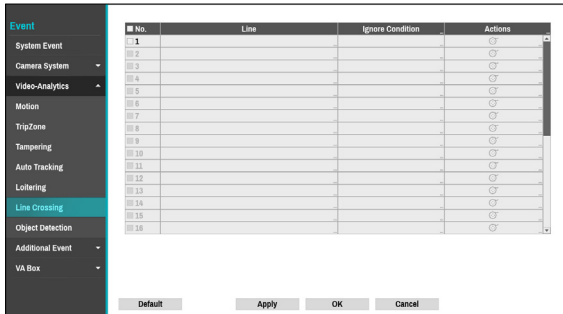 Event
System Event
Camera System
Video-Analytics
Motion
TripZone
Tampering
Auto Tracking
Loitering
Line Crossing
Object Detection
Additional Event
VA Box
No. Line Ignore Condition ... Actions ...
1 ... ... ...
2 ... ... ...
3 ... ... ...
4 ... ... ...
5 ... ... ...
6 ... ... ...
7 ... ... ...
8 ... ... ...
9 ... ... ...
10 ... ... ...
11 ... ... ...
12 ... ... ...
13 ... ... ...
14 ... ... ...
15 ... ... ...
16 ... ... ...
Default Apply OK Cancel